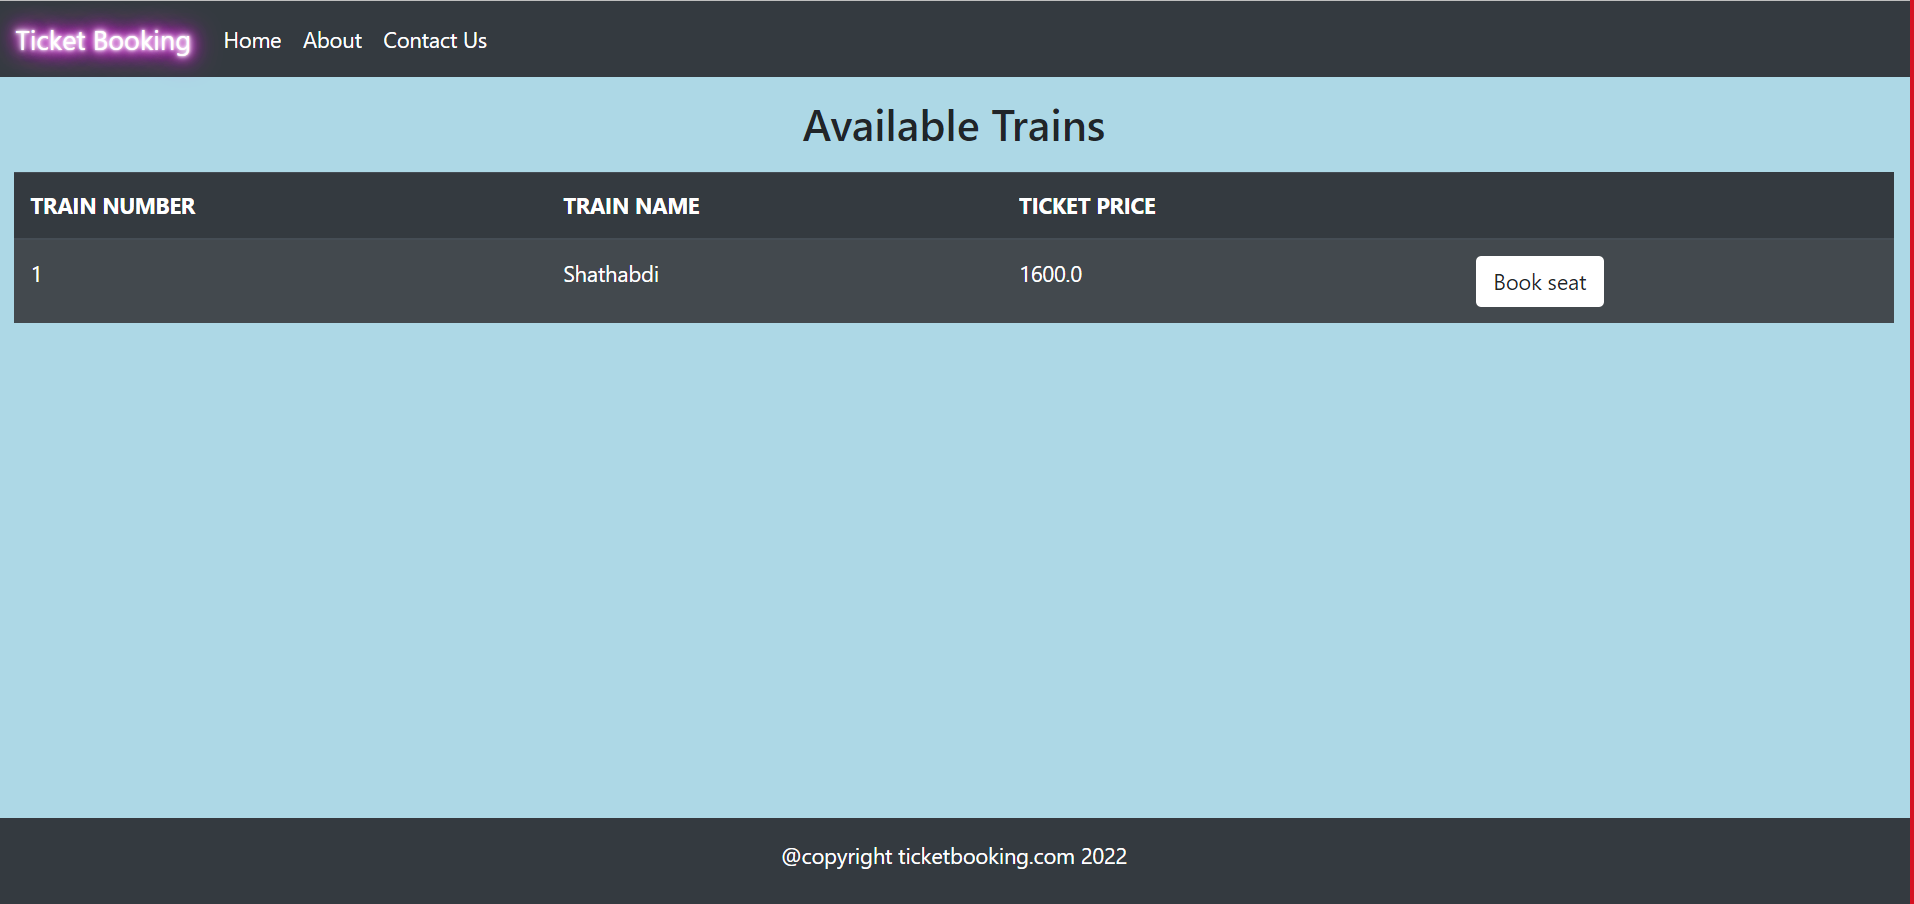 Ticket Booking Home About Contact Us
Available Trains
TRAIN NUMBER TRAIN NAME TICKET PRICE
1 Shathabdi 1600.0 Book seat
@copyright ticketbooking.com 2022